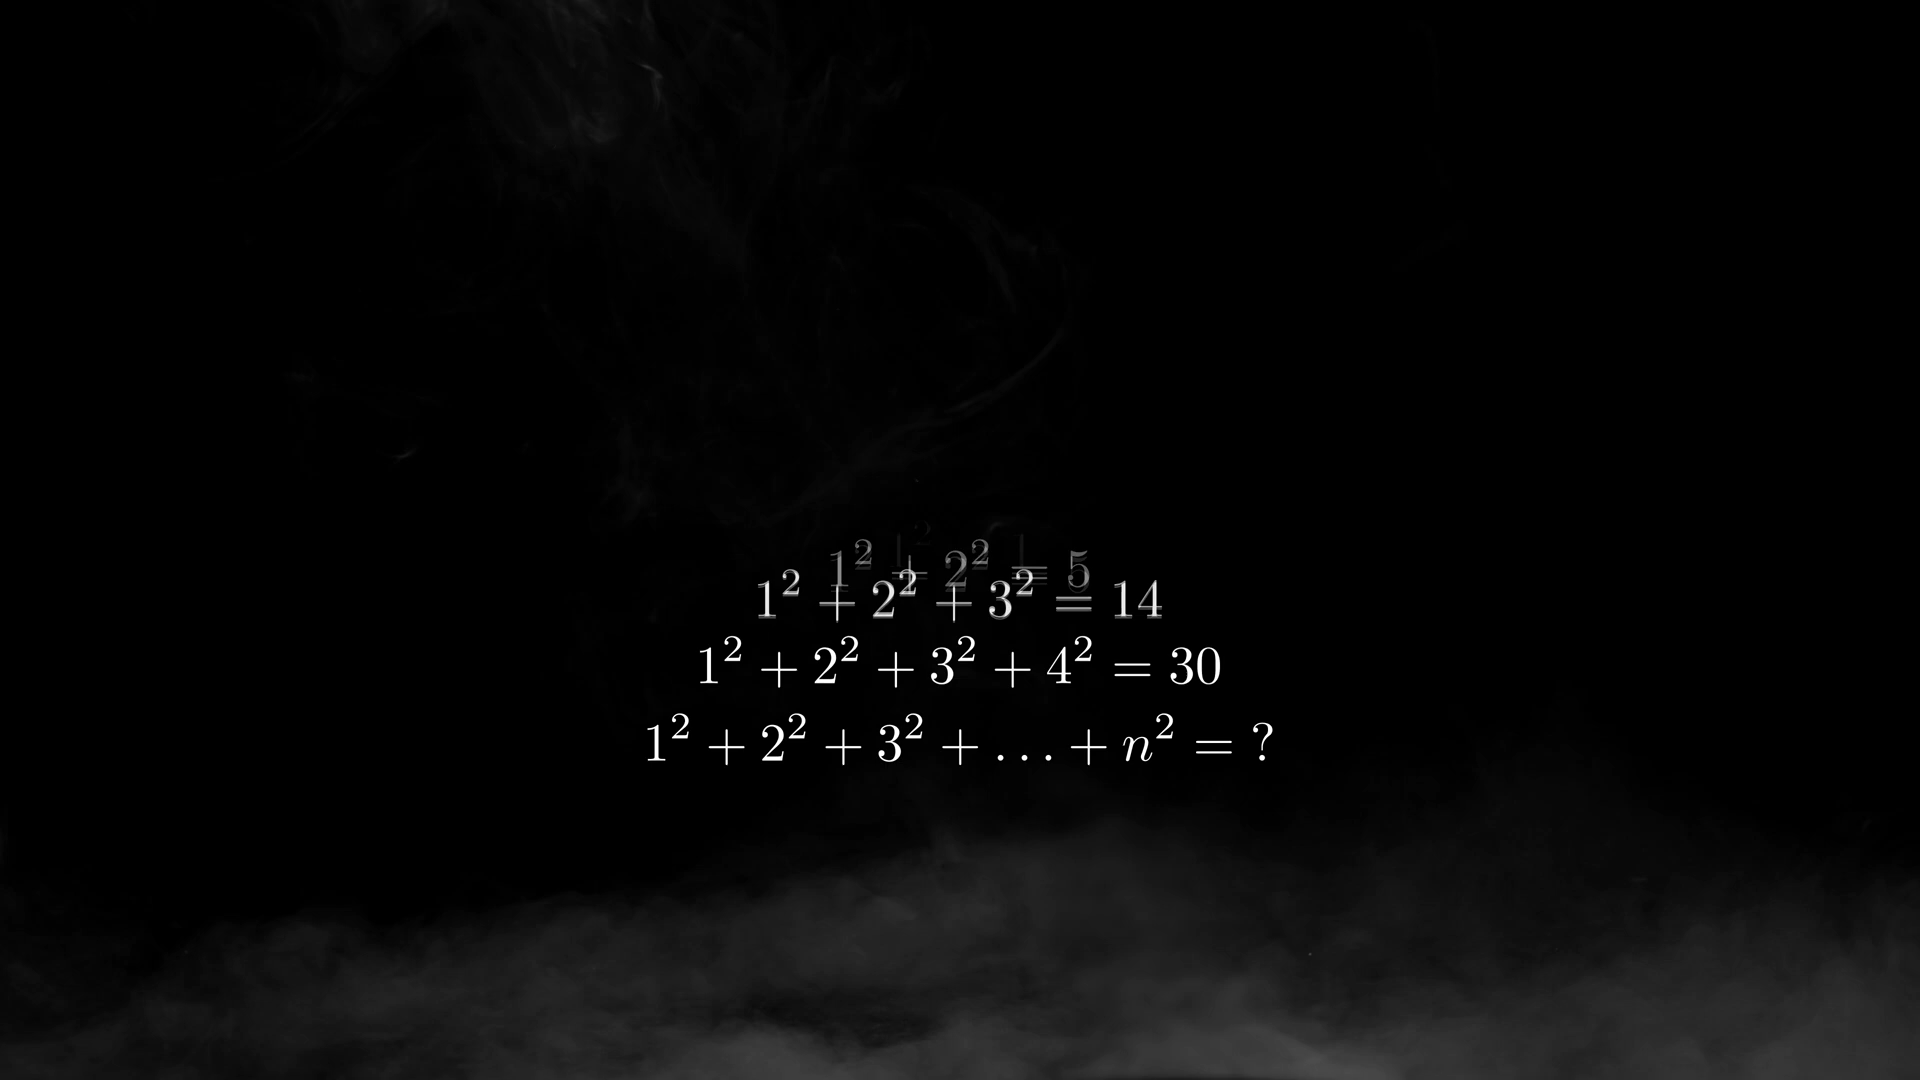 1² + 2² = 5
1² + 2² + 3² = 14
1² + 2² + 3² + 4² = 30
1² + 2² + 3² + . . . + n² = ?